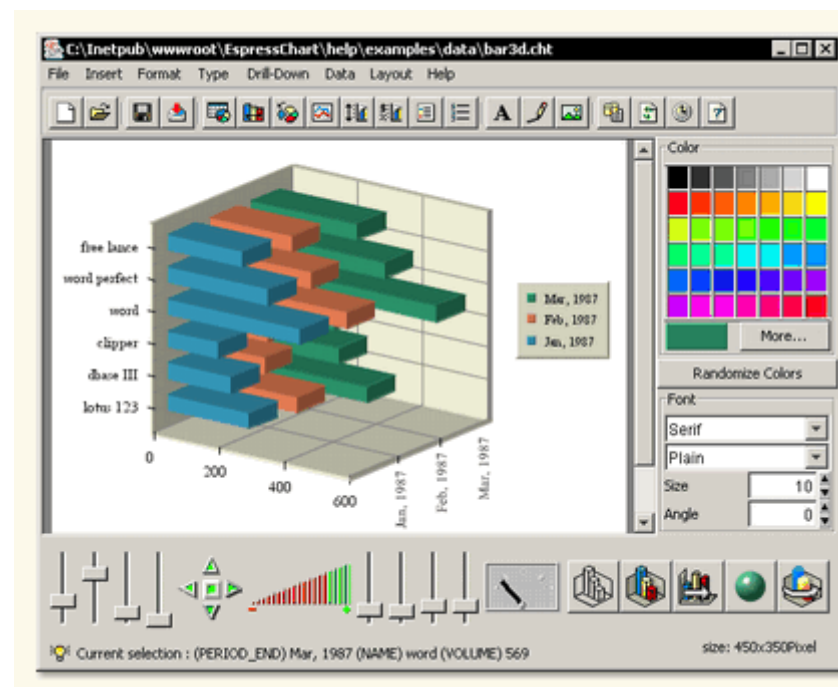 C:\Inetpub\wwwroot\EspressChart\help\examples\data\bar3d.cht
File Insert Format Type Drill-Down Data Layout Help
Color
free lance
word perfect
word
clipper
dbase III
lotus 123
0
200
400
600
Jan, 1987
Feb, 1987
Mar, 1987
Mar, 1987
Feb, 1987
Jan, 1987
More...
Randomize Colors
Font
Serif
Plain
Size 10
Angle 0
Current selection : (PERIOD_END) Mar, 1987 (NAME) word (VOLUME) 569
size: 450x350Pixel